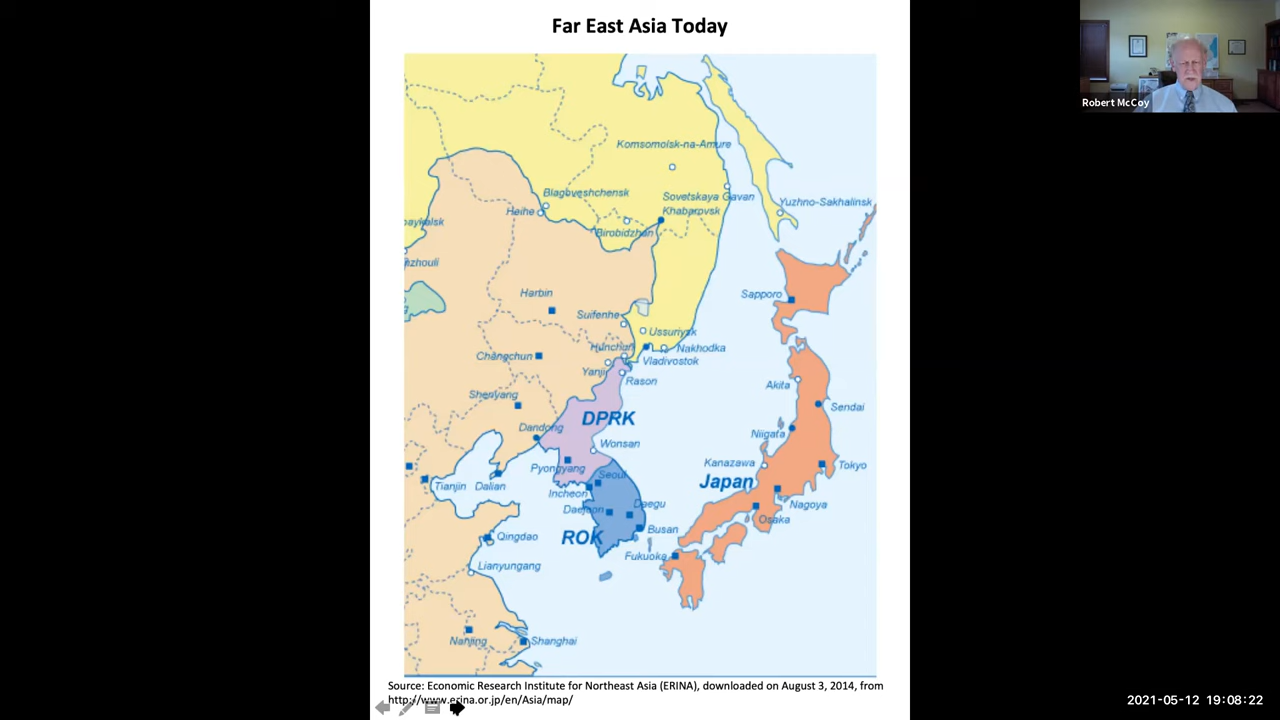 Far East Asia Today
Robert McCoy
Komsomolsk-na-Amure
Blagoveshchensk
Sovetskaya Gavan
Heihe
Khabarovsk
Yuzhno-Sakhalinsk
Birobidzhan
Harbin
Sapporo
Suifenhe
Ussuriysk
Hunchun
Nakhodka
Changchun
Vladivostok
Yanji
Rason
Akita
Shenyang
Sendai
DPRK
Dandong
Niigata
Wonsan
Kanazawa
Tokyo
Pyongyang
Seoul
Japan
Tianjin
Dalian
Incheon
Daegu
Nagoya
Daejeon
Osaka
Busan
ROK
Qingdao
Fukuoka
Lianyungang
Nanjing
Shanghai
Source: Economic Research Institute for Northeast Asia (ERINA), downloaded on August 3, 2014, from
http://www.erina.or.jp/en/Asia/map/
2021-05-12 19:08:22